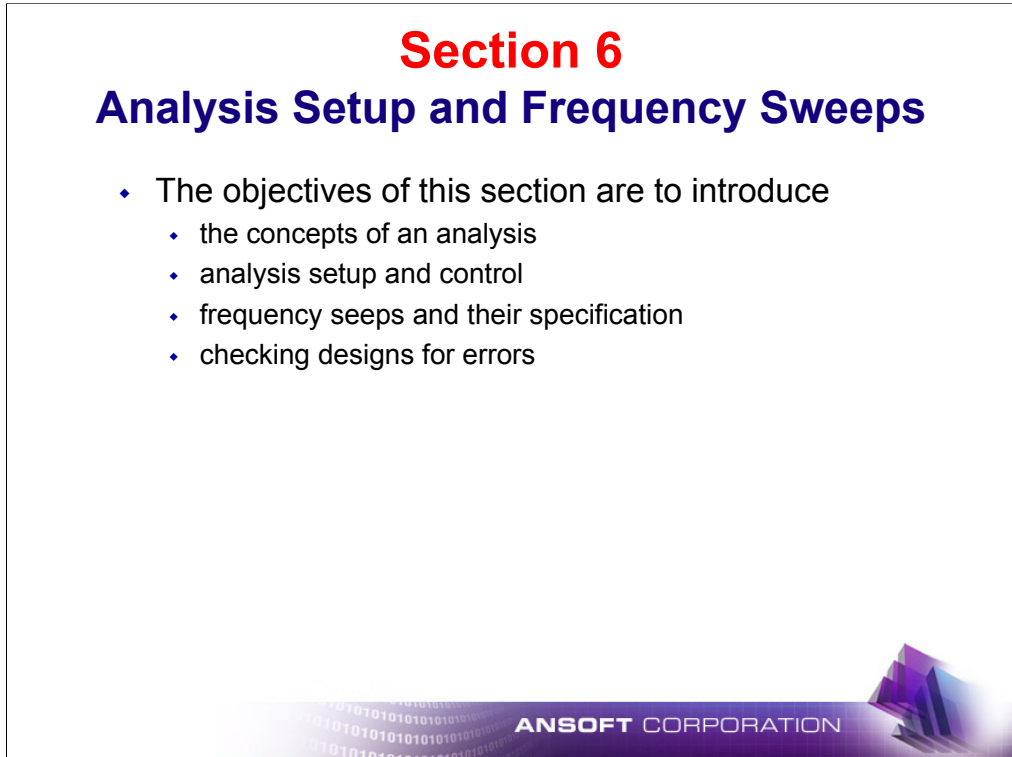 Section 6
Analysis Setup and Frequency Sweeps
The objectives of this section are to introduce
the concepts of an analysis
analysis setup and control
frequency seeps and their specification
checking designs for errors
ANSOFT CORPORATION